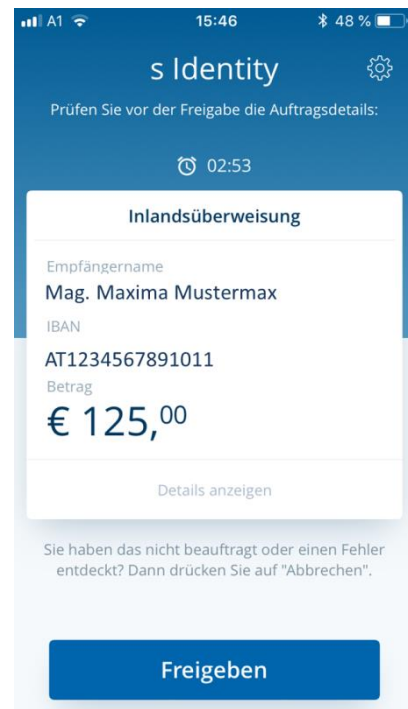 A1 15:46 48 %
s Identity
Prüfen Sie vor der Freigabe die Auftragsdetails:
02:53
Inlandsüberweisung
Empfängername
Mag. Maxima Mustermax
IBAN
AT1234567891011
Betrag
€ 125,00
Details anzeigen
Sie haben das nicht beauftragt oder einen Fehler
entdeckt? Dann drücken Sie auf "Abbrechen".
Freigeben